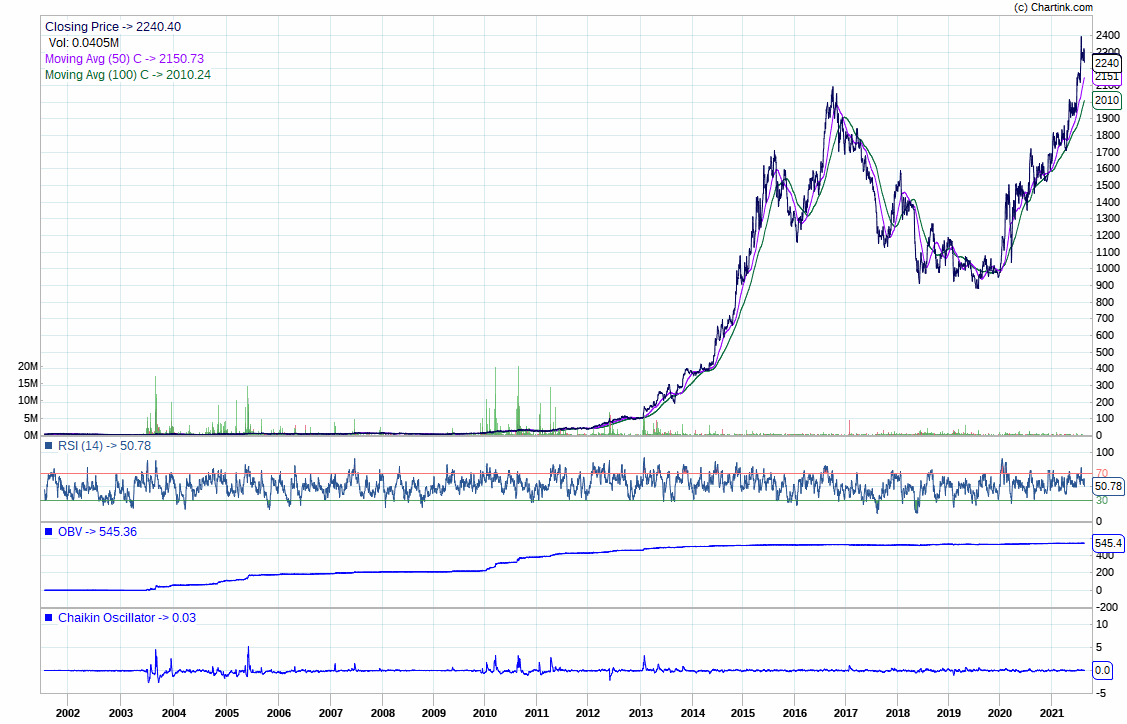 (c) Chartink.com
Closing Price -> 2240.40
Vol: 0.0405M
Moving Avg (50) C -> 2150.73
Moving Avg (100) C -> 2010.24
2400
2300
2240
2151
2100
2010
1900
1800
1700
1600
1500
1400
1300
1200
1100
1000
900
800
700
600
500
20M 400
15M 300
10M 200
5M 100
0M 0
RSI (14) -> 50.78
100
70
50.78
30
0
OBV -> 545.36
545.4
400
200
0
-200
Chaikin Oscillator -> 0.03
10
5
0.0
-5
2002 2003 2004 2005 2006 2007 2008 2009 2010 2011 2012 2013 2014 2015 2016 2017 2018 2019 2020 2021